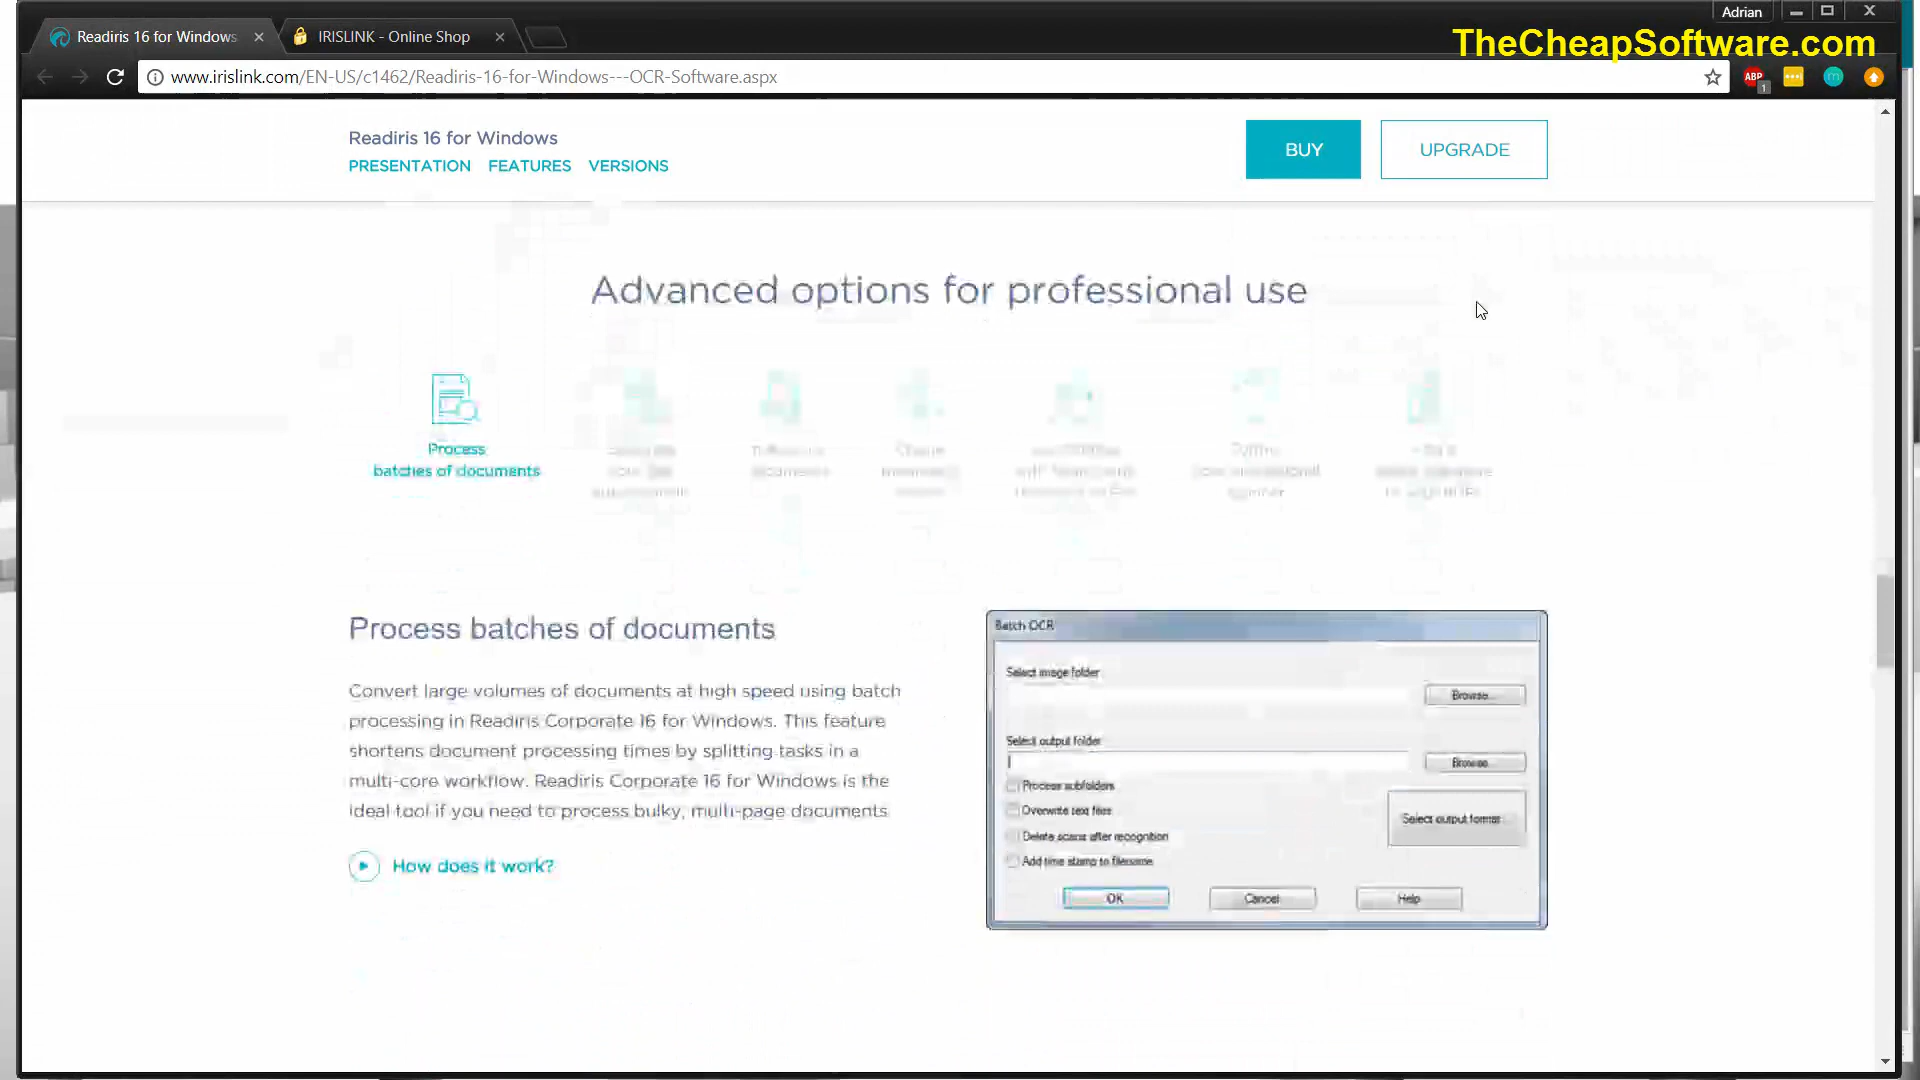 Adrian
Readiris 16 for Windows
IRISLINK - Online Shop
TheCheapSoftware.com
www.irislink.com/EN-US/c1462/Readiris-16-for-Windows---OCR-Software.aspx
ABP
1
m
Readiris 16 for Windows
PRESENTATION FEATURES VERSIONS
BUY
UPGRADE
Advanced options for professional use
Process
batches of documents
Process batches of documents
Convert large volumes of documents at high speed using batch
processing in Readiris Corporate 16 for Windows. This feature
shortens document processing times by splitting tasks in a
multi-core workflow. Readiris Corporate 16 for Windows is the
ideal tool if you need to process bulky, multi-page documents
How does it work?
Batch OCR
Select image folder
Browse...
Select output folder
Browse...
Process subfolders
Overwrite text files
Delete scans after recognition
Add time stamp to filename
Select output format...
OK
Cancel
Help